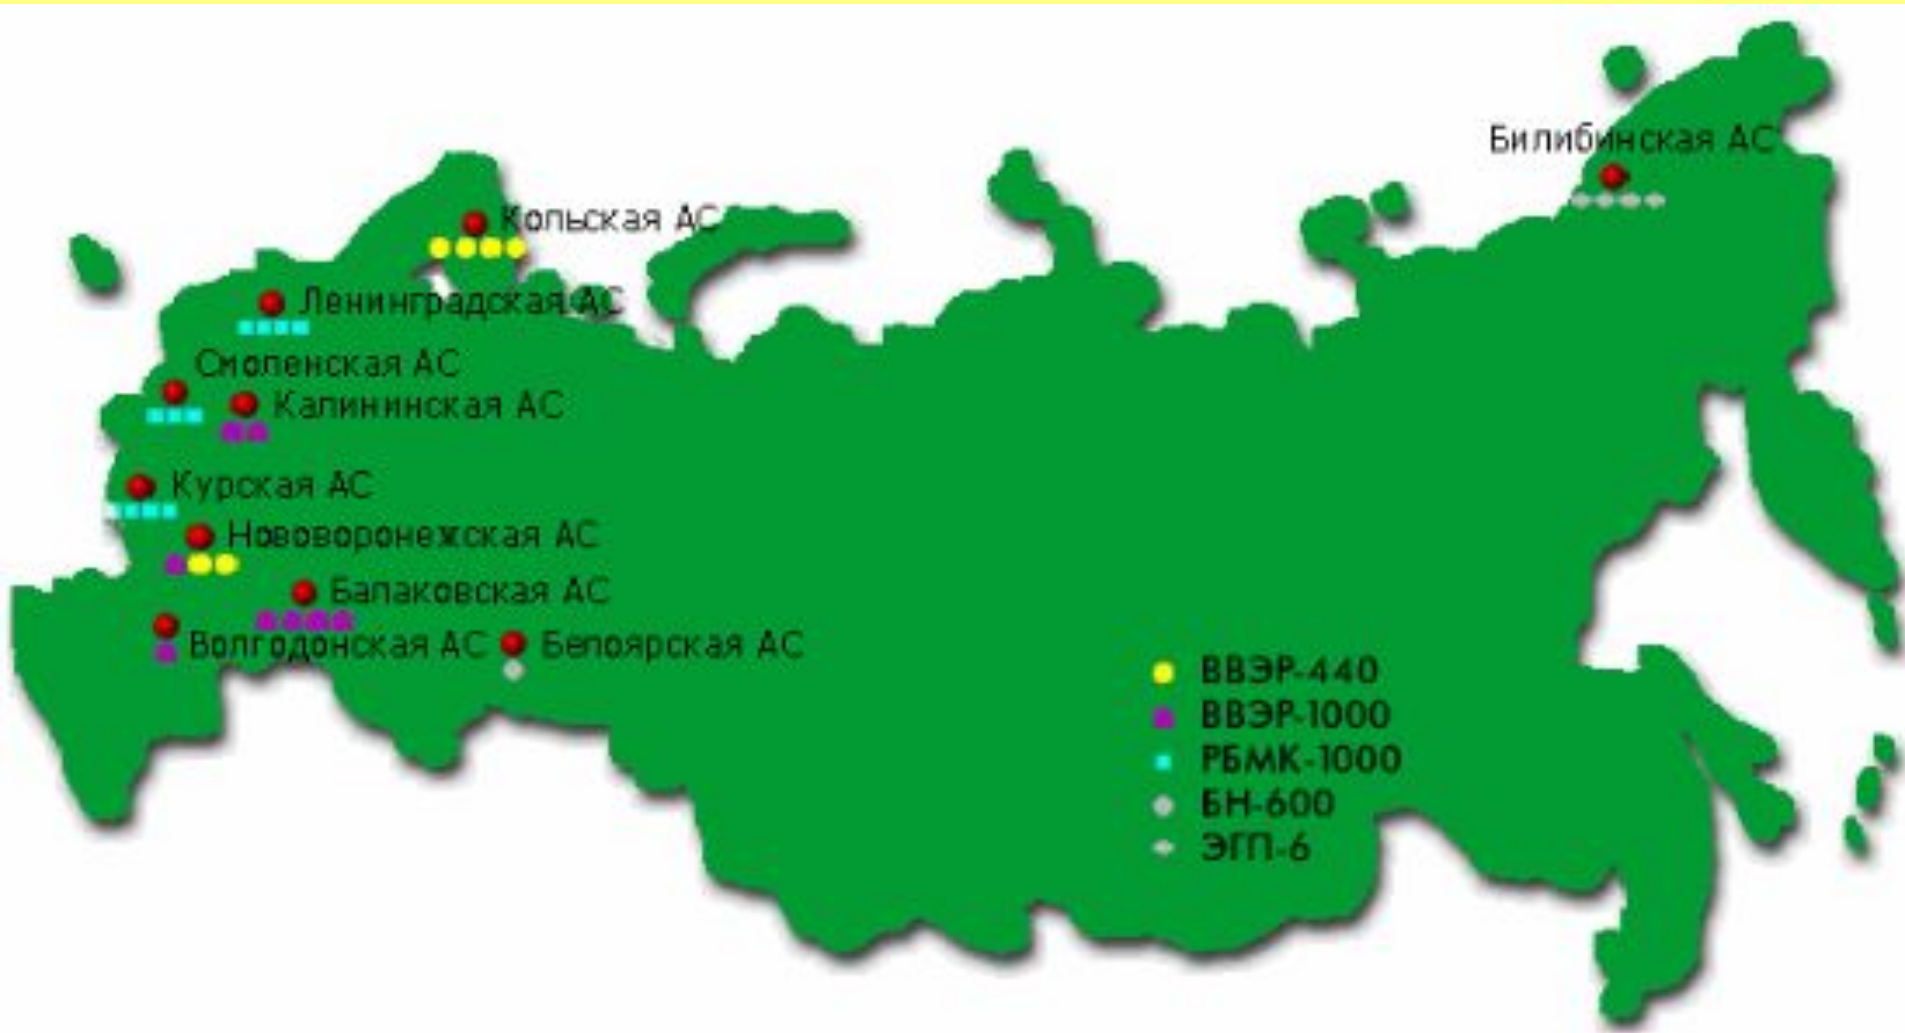 Билибинская АС
Кольская АС
Ленинградская АС
Смоленская АС
Калининская АС
Курская АС
Нововоронежская АС
Балаковская АС
Волгодонская АС
Белоярская АС
ВВЭР-440
ВВЭР-1000
РБМК-1000
БН-600
ЭГП-6